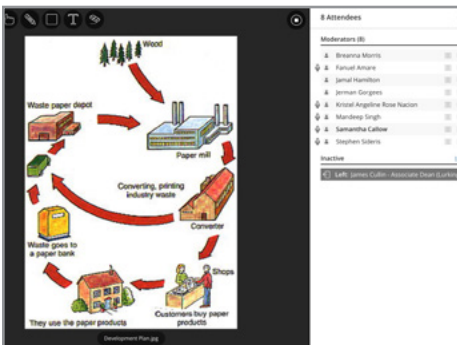 T
8 Attendees
Moderators (8)
Breanna Morris
Fanuel Amare
Jamal Hamilton
Jerman Gorgees
Kristel Angeline Rose Nacion
Mandeep Singh
Samantha Callow
Stephen Sideris
Inactive
Left: James Cullin - Associate Dean (Lurking
Wood
Waste paper depot
Paper mill
Converting, printing
industry waste
Converter
Waste goes to
a paper bank
Shops
Customers buy paper
products
They use the paper products
Development Plan.jpg